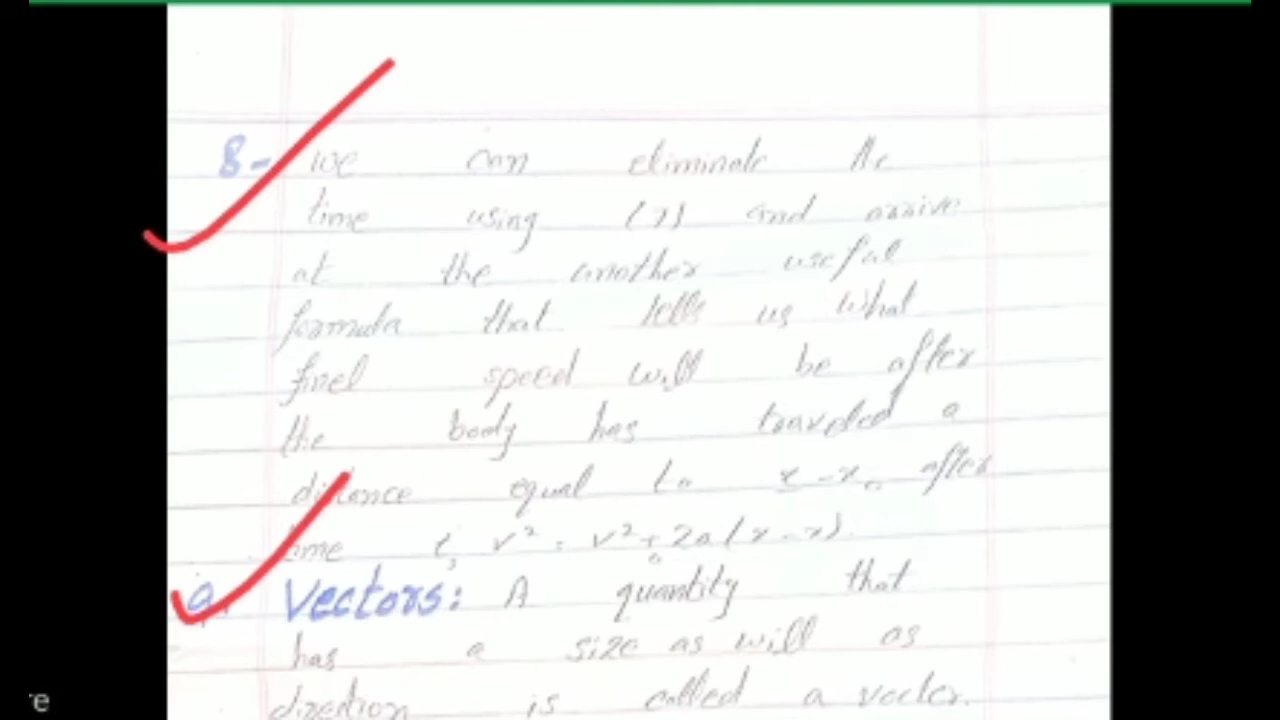 8- we can eliminate the
time using (7) and arrive
at the another useful
formula that tells us what
finel speed will be after
the body has traveled a
distance equal to x-x₀ after
time t, v² = v₀²+2a(x-x)
9. Vectors: A quantity that
has a size as will as
direction is called a vector.
re